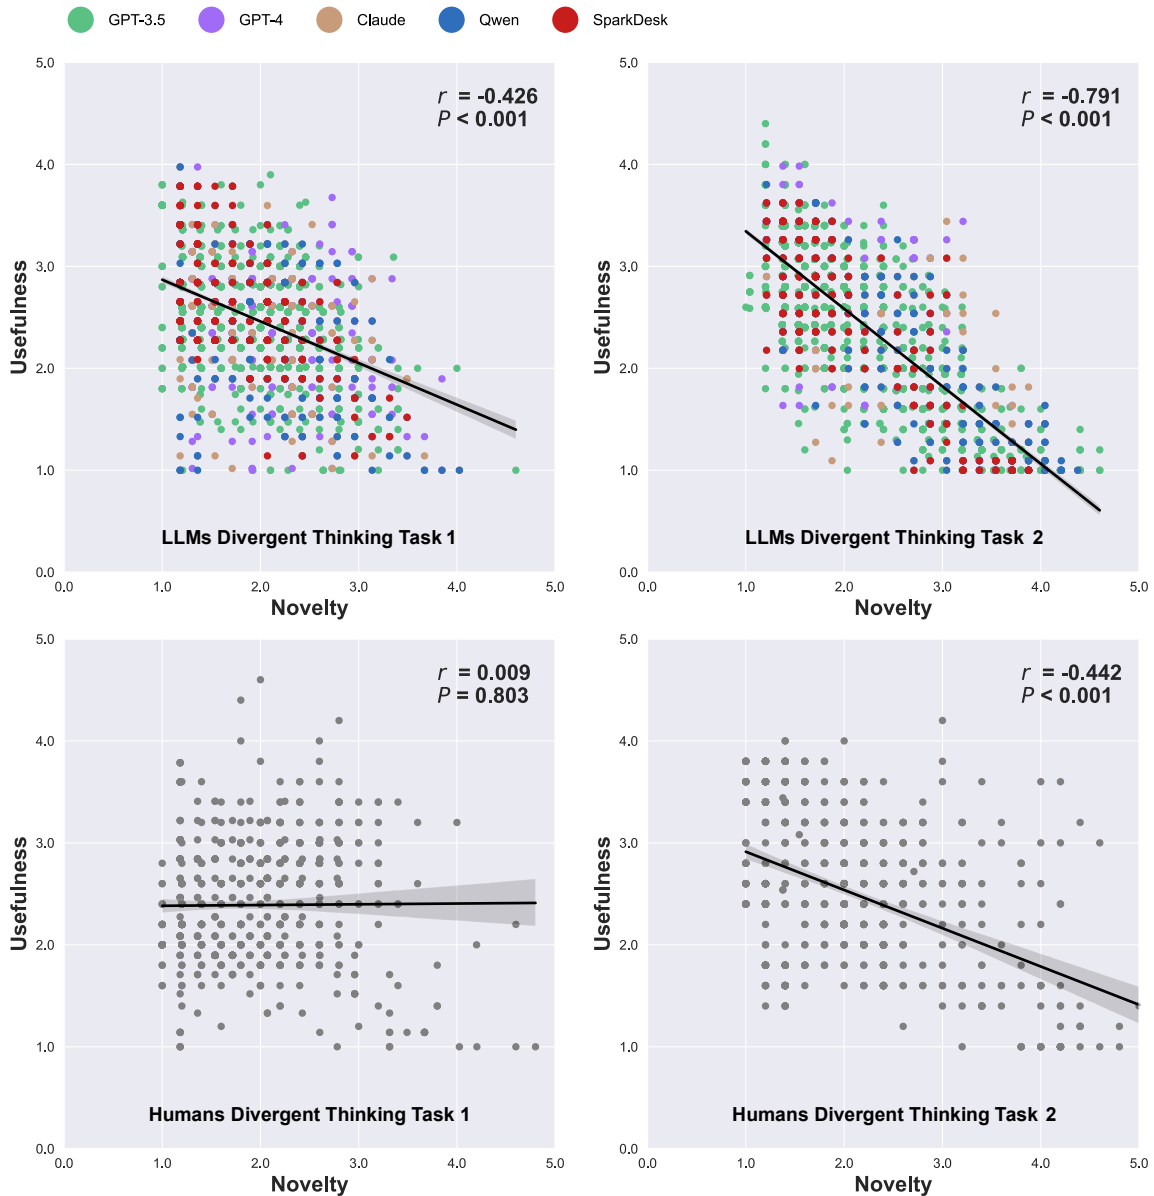 GPT-3.5 GPT-4 Claude Qwen SparkDesk
5.0
4.0
3.0
2.0
1.0
0.0
Usefulness
r = -0.426
P < 0.001
LLMs Divergent Thinking Task 1
0.0 1.0 2.0 3.0 4.0 5.0
Novelty
5.0
4.0
3.0
2.0
1.0
0.0
Usefulness
r = -0.791
P < 0.001
LLMs Divergent Thinking Task 2
0.0 1.0 2.0 3.0 4.0 5.0
Novelty
5.0
4.0
3.0
2.0
1.0
0.0
Usefulness
r = 0.009
P = 0.803
Humans Divergent Thinking Task 1
0.0 1.0 2.0 3.0 4.0 5.0
Novelty
5.0
4.0
3.0
2.0
1.0
0.0
Usefulness
r = -0.442
P < 0.001
Humans Divergent Thinking Task 2
0.0 1.0 2.0 3.0 4.0 5.0
Novelty